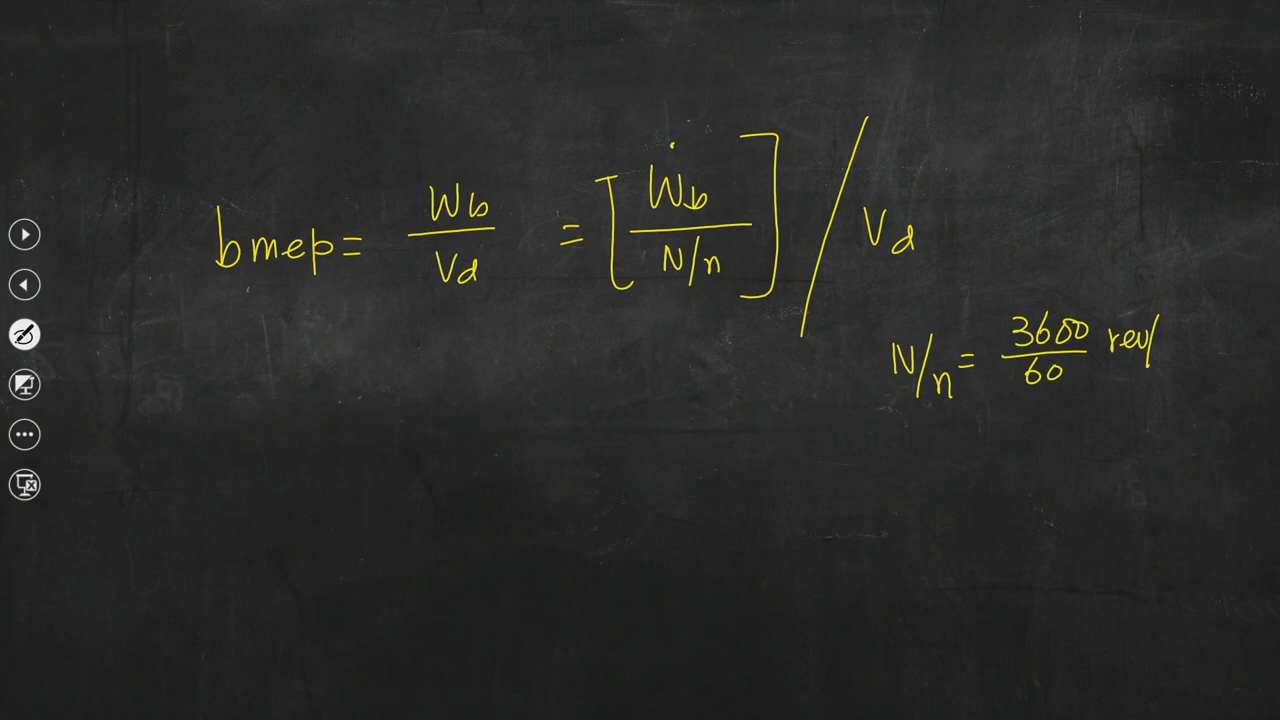 bmep = Wb/Vd = [Ẇb / N/n] / Vd
N/n = 3600/60 rev/